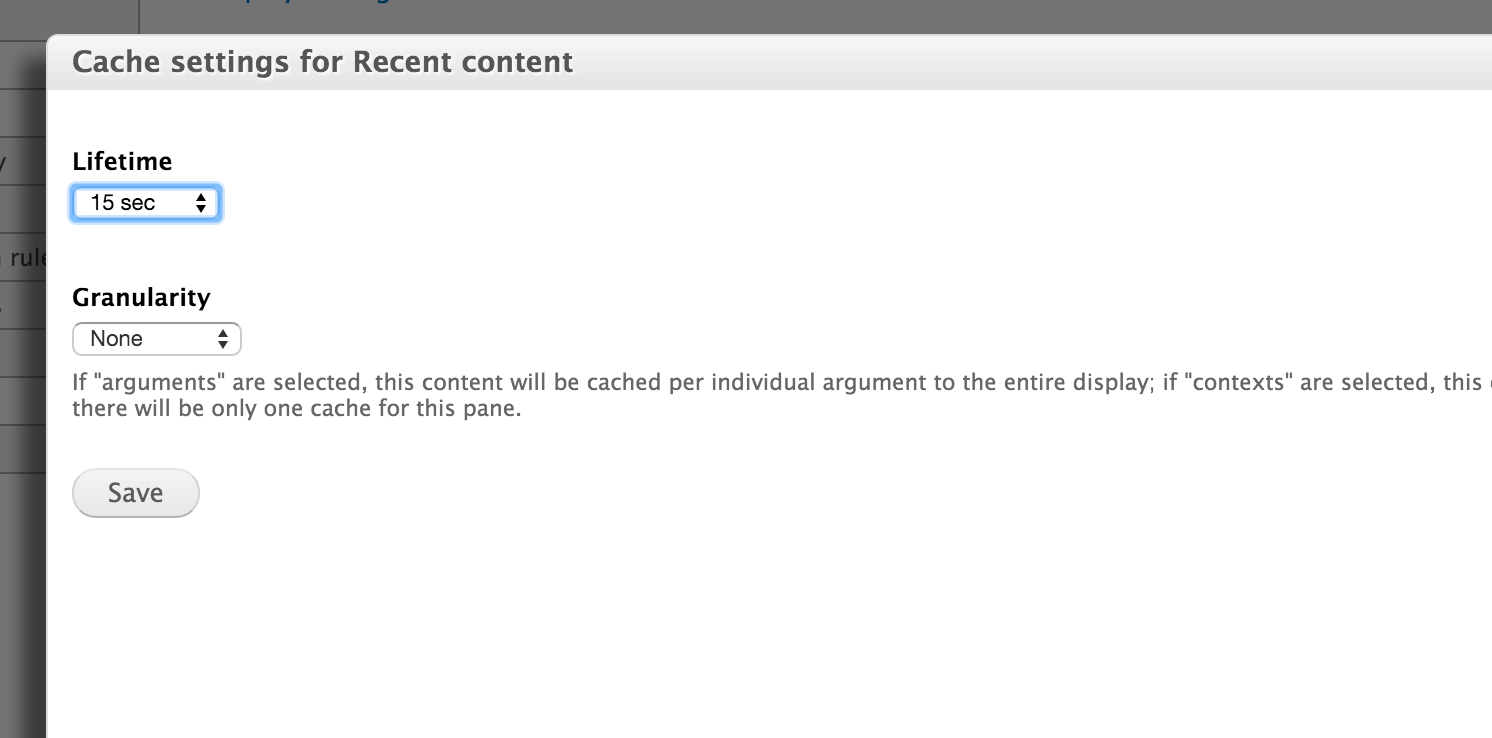 Cache settings for Recent content
rule
Lifetime
15 sec
Granularity
None
If "arguments" are selected, this content will be cached per individual argument to the entire display; if "contexts" are selected, this
there will be only one cache for this pane.
Save